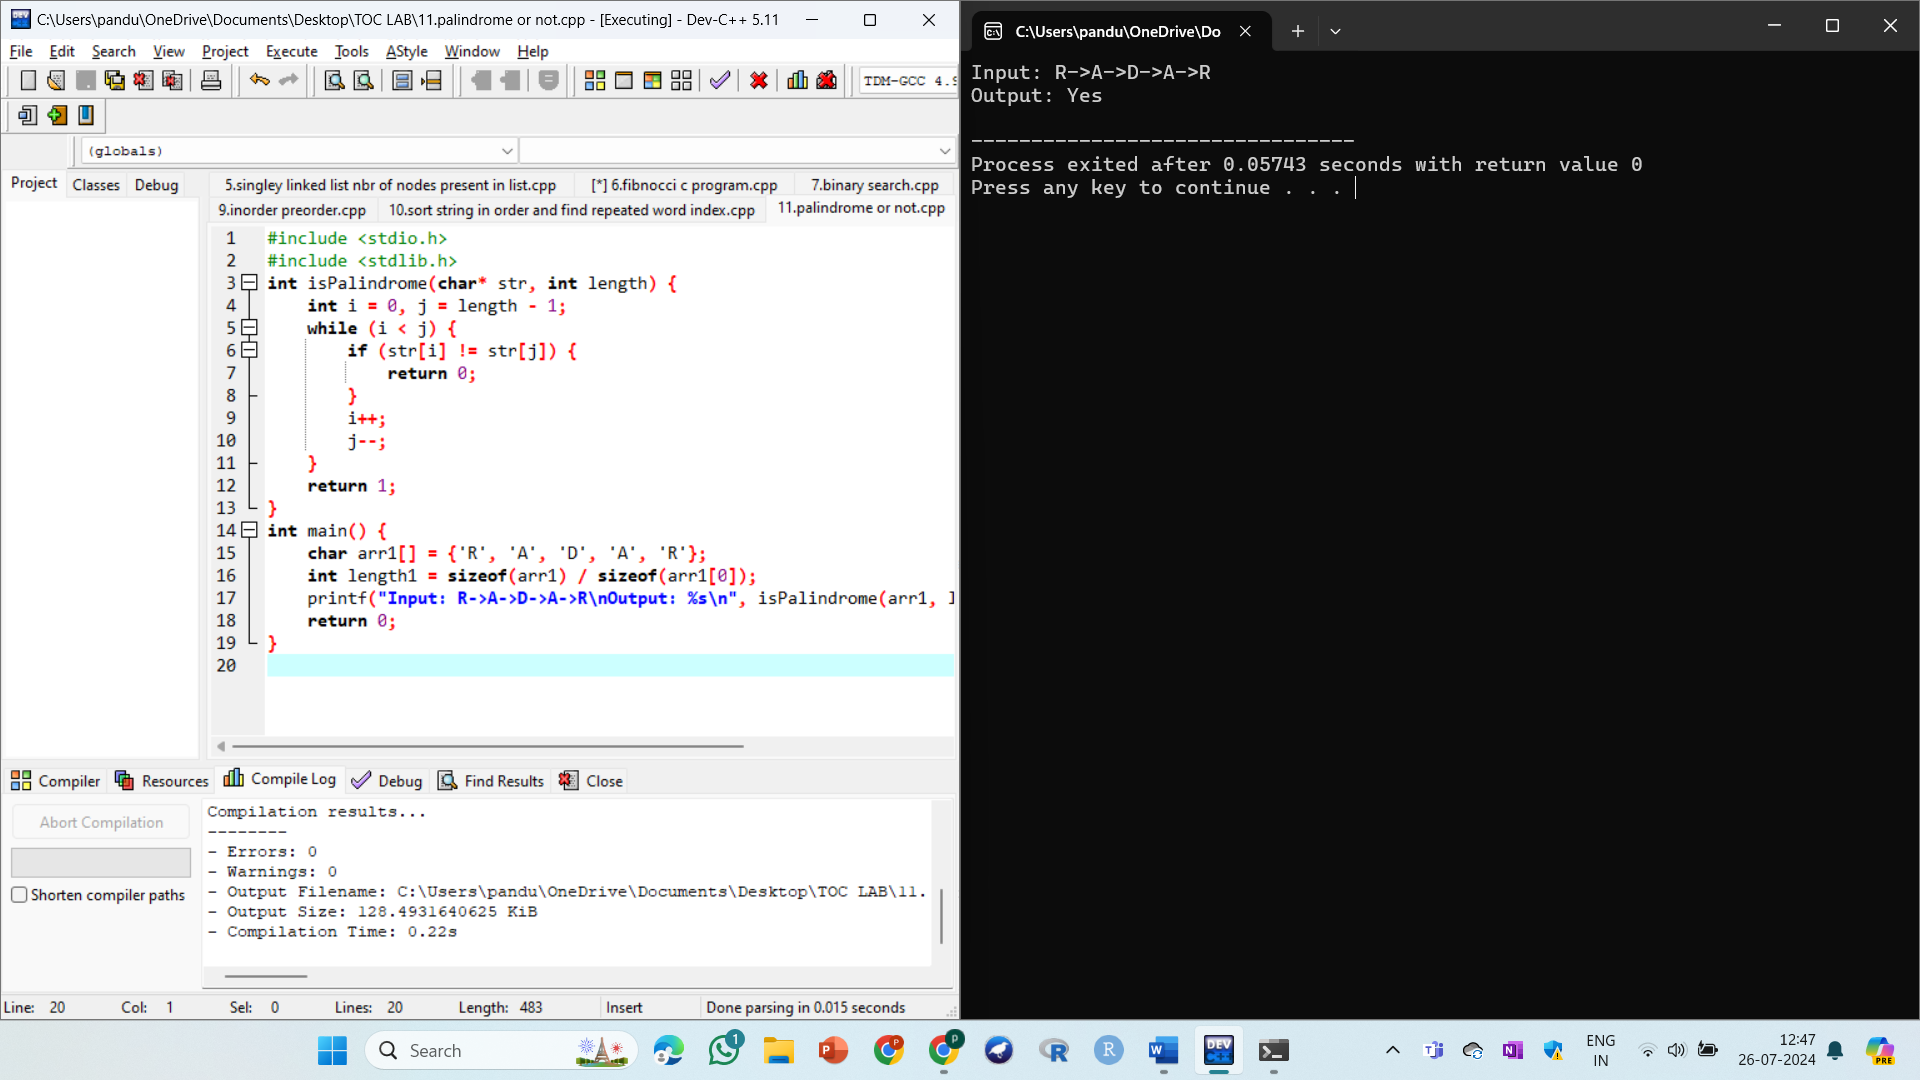 C:\Users\pandu\OneDrive\Documents\Desktop\TOC LAB\11.palindrome or not.cpp - [Executing] - Dev-C++ 5.11
File Edit Search View Project Execute Tools AStyle Window Help
TDM-GCC 4.9
(globals)
Project Classes Debug
5.singley linked list nbr of nodes present in list.cpp [*] 6.fibnocci c program.cpp 7.binary search.cpp
9.inorder preorder.cpp 10.sort string in order and find repeated word index.cpp 11.palindrome or not.cpp
1 #include <stdio.h>
2 #include <stdlib.h>
3 int isPalindrome(char* str, int length) {
4 int i = 0, j = length - 1;
5 while (i < j) {
6 if (str[i] != str[j]) {
7 return 0;
8 }
9 i++;
10 j--;
11 }
12 return 1;
13 }
14 int main() {
15 char arr1[] = {'R', 'A', 'D', 'A', 'R'};
16 int length1 = sizeof(arr1) / sizeof(arr1[0]);
17 printf("Input: R->A->D->A->R\nOutput: %s\n", isPalindrome(arr1, l
18 return 0;
19 }
20
Compiler Resources Compile Log Debug Find Results Close
Abort Compilation
Shorten compiler paths
Compilation results...
--------
- Errors: 0
- Warnings: 0
- Output Filename: C:\Users\pandu\OneDrive\Documents\Desktop\TOC LAB\11.
- Output Size: 128.4931640625 KiB
- Compilation Time: 0.22s
Line: 20 Col: 1 Sel: 0 Lines: 20 Length: 483 Insert Done parsing in 0.015 seconds
C:\Users\pandu\OneDrive\Do
Input: R->A->D->A->R
Output: Yes
--------------------------------
Process exited after 0.05743 seconds with return value 0
Press any key to continue . . .
Search
1
P
P
R
R
W
DEV C++
N
ENG
IN
12:47
26-07-2024
PRE